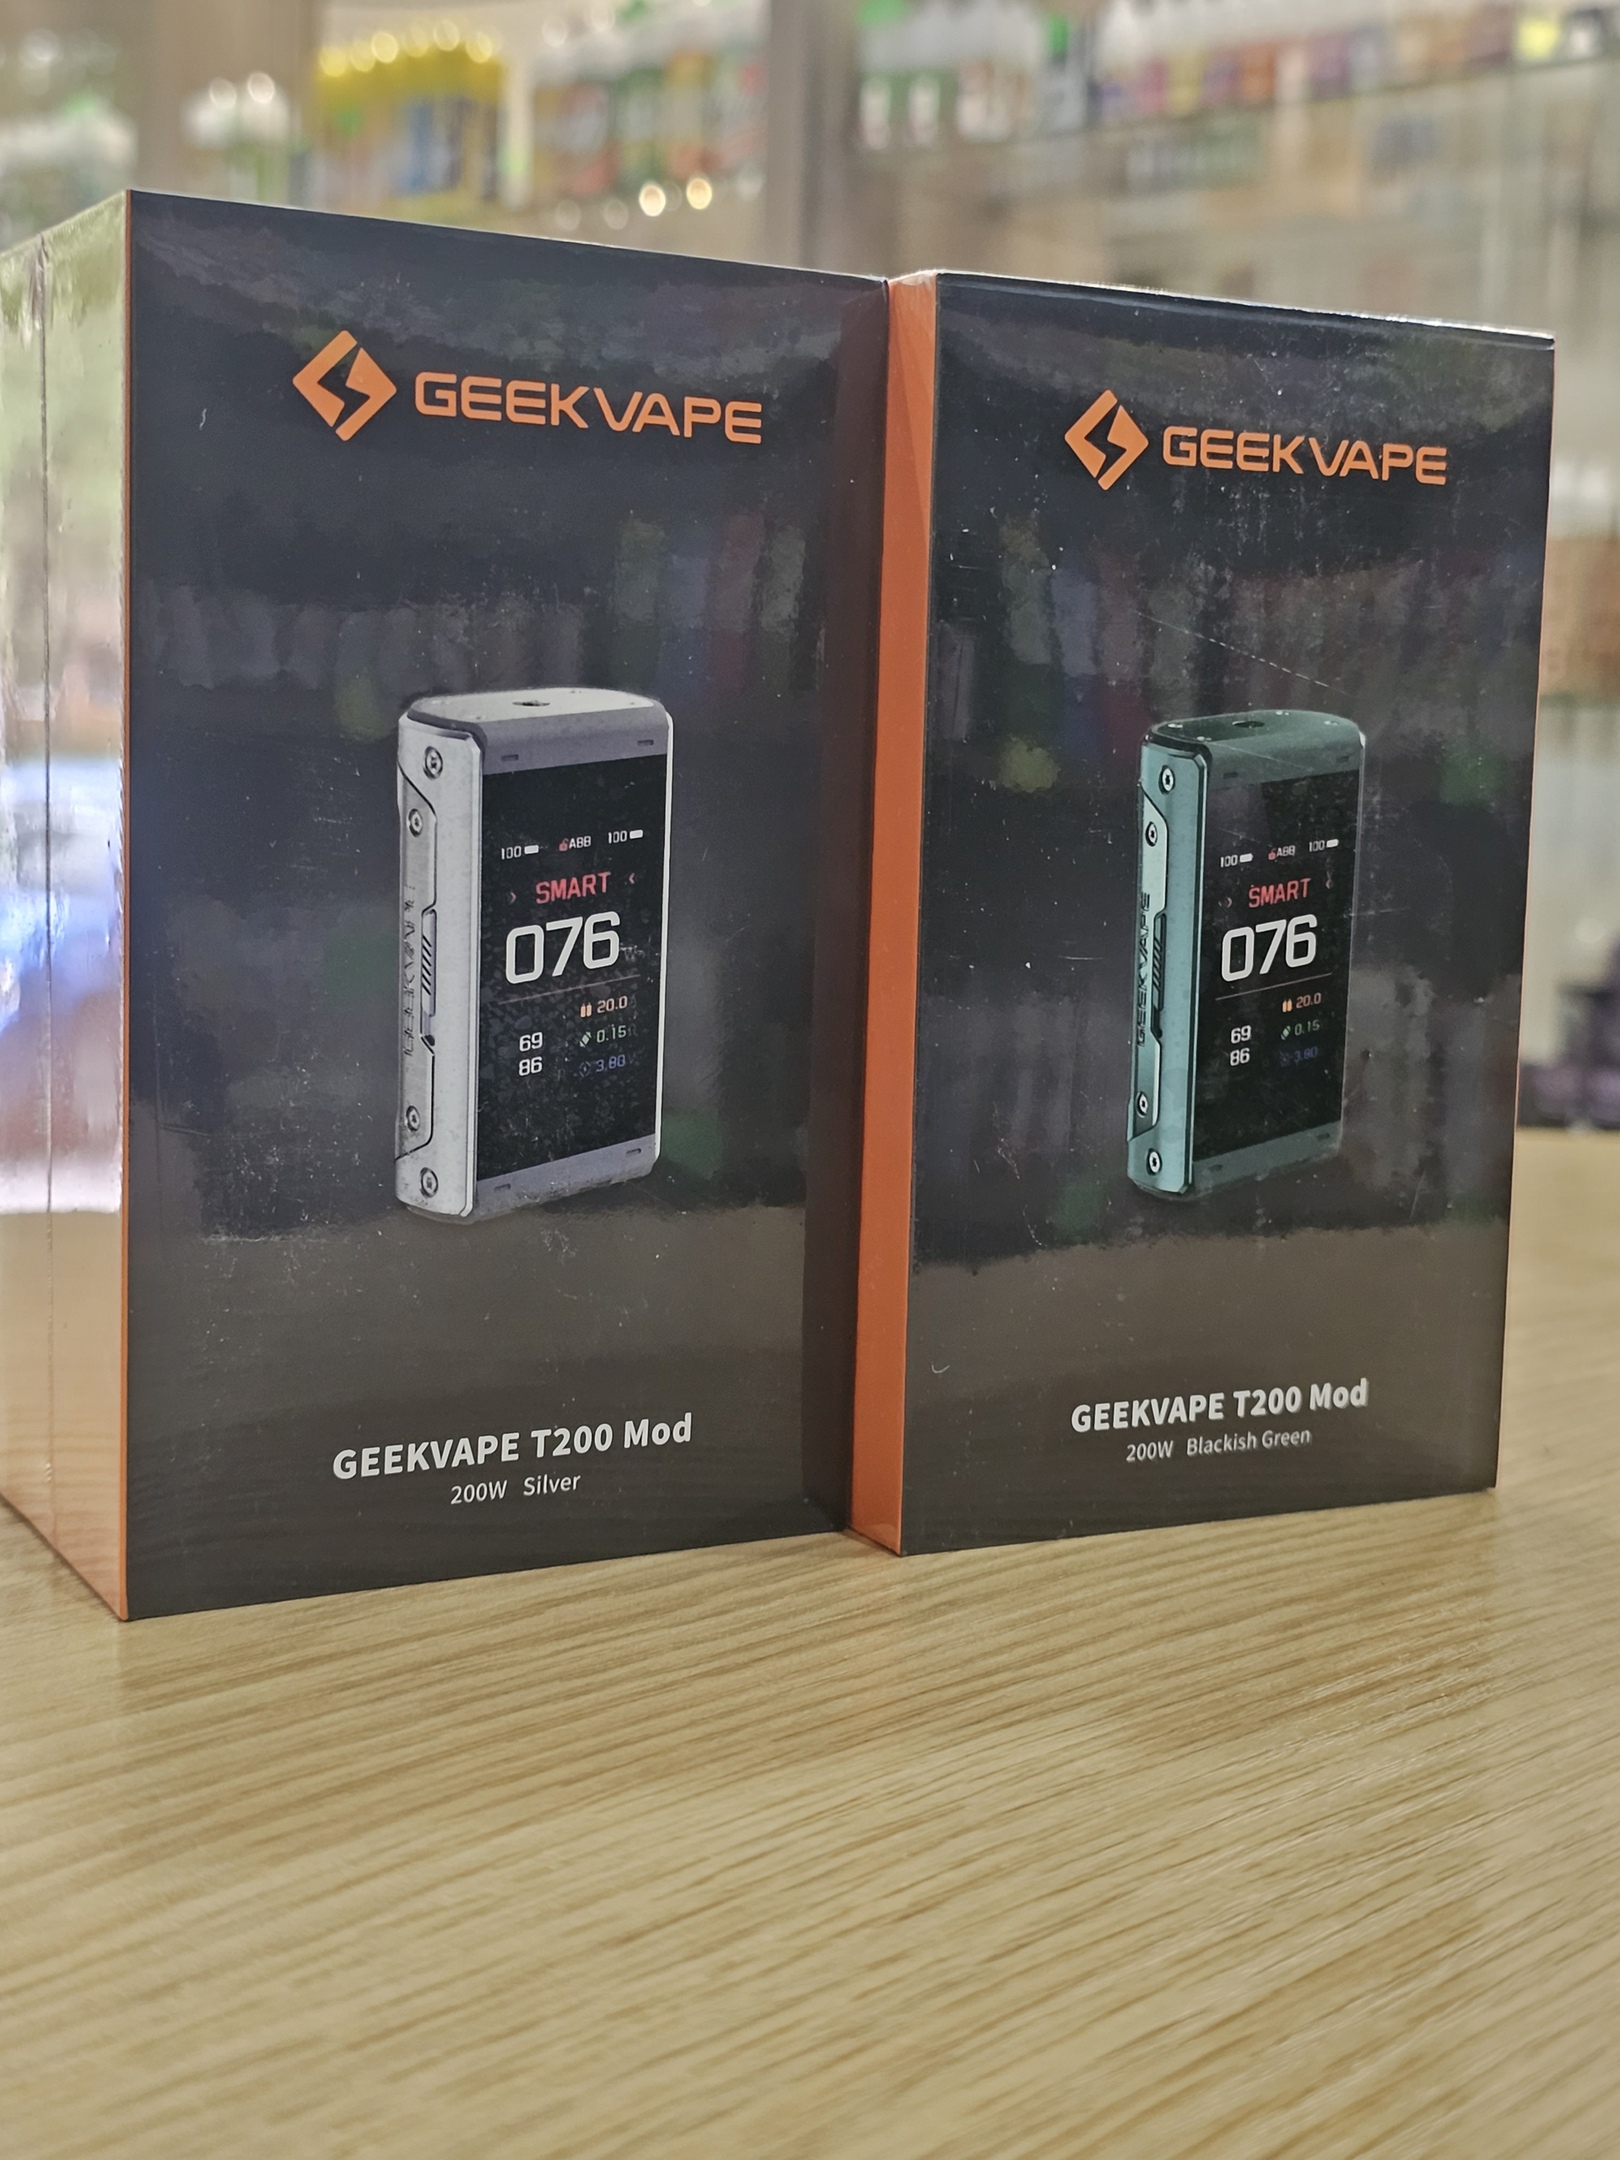 GEEKVAPE
100 ABB 100
SMART
076
20.0
69 0.15
86 3.80
GEEKVAPE
GEEKVAPE T200 Mod
200W Silver
GEEKVAPE
100 ABB 100
SMART
076
20.0
69 0.15
86 3.80
GEEKVAPE
GEEKVAPE T200 Mod
200W Blackish Green